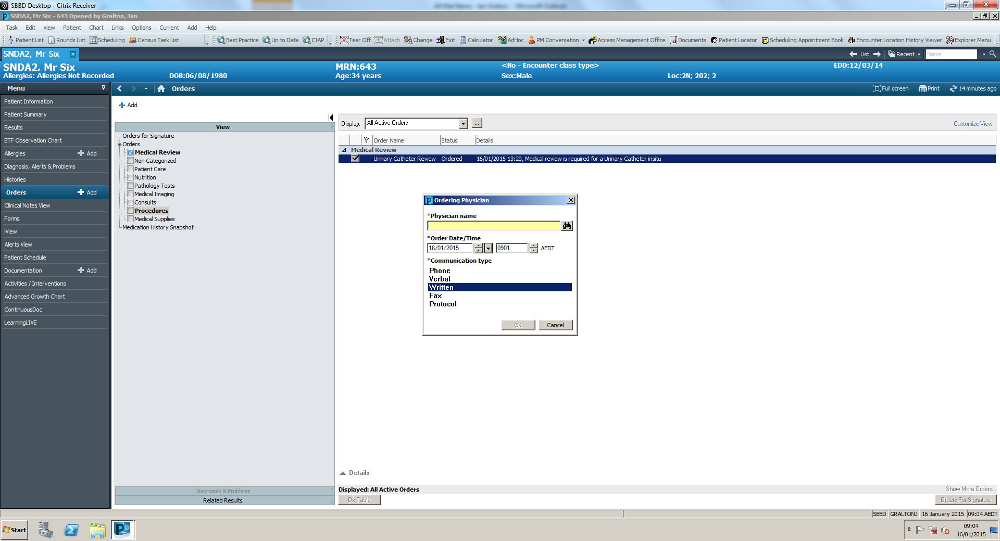 SBBD Desktop - Citrix Receiver
SNDA2, Mr Six - 643 Opened by Gralton, Jan
Task Edit View Patient Chart Links Options Current Add Help
Patient List Rounds List Scheduling Census Task List Best Practice Up to Date CIAP Tear Off Attach Change Exit Calculator AdHoc PM Conversation Access Management Office Documents Patient Locator Scheduling Appointment Book Encounter Location History Viewer Explorer Menu
SNDA2, Mr Six List Recent Name
SNDA2, Mr Six MRN:643 <No - Encounter class type> EDD:12/03/14
Allergies: Allergies Not Recorded DOB:06/08/1980 Age:34 years Sex:Male Loc:2N; 202; 2
Menu Orders Full screen Print 14 minutes ago
Patient Information
Patient Summary
Results
BTF Observation Chart
Allergies Add
Diagnosis, Alerts & Problems
Histories
Orders Add
Clinical Notes View
Forms
iView
Alerts View
Patient Schedule
Documentation Add
Activities / Interventions
Advanced Growth Chart
ContinuousDoc
LearningLIVE
Add
View
Orders for Signature
Orders
Medical Review
Non Categorized
Patient Care
Nutrition
Pathology Tests
Medical Imaging
Consults
Procedures
Medical Supplies
Medication History Snapshot
Diagnoses & Problems
Related Results
Display: All Active Orders ... Customize View
Order Name Status Details
Medical Review
Urinary Catheter Review Ordered 16/01/2015 13:20, Medical review is required for a Urinary Catheter insitu
Ordering Physician
*Physician name
*Order Date/Time
16/01/2015 0901 AEDT
*Communication type
Phone
Verbal
Written
Fax
Protocol
OK Cancel
Details
Displayed: All Active Orders Show More Orders...
Dx Table Orders For Signature
SBBD GRALTONJ 16 January 2015 09:04 AEDT
Start 09:04
16/01/2015